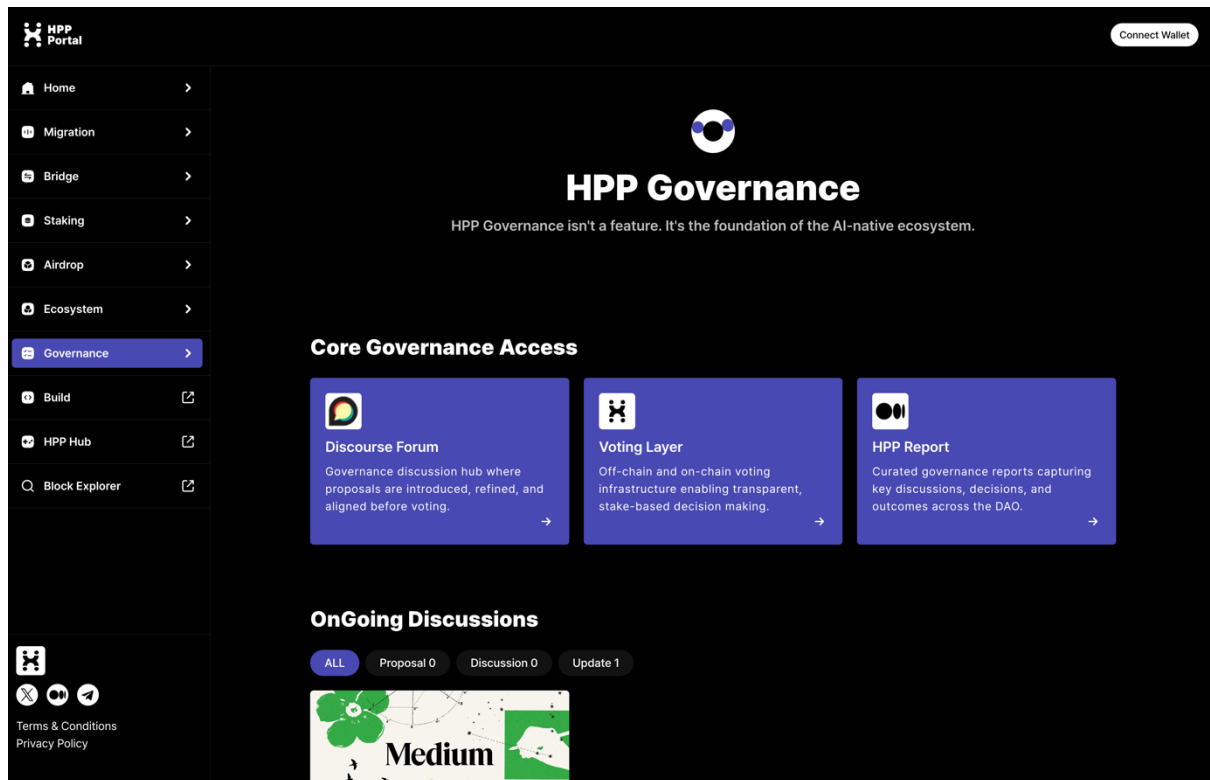 HPP
Portal
Connect Wallet
Home
Migration
Bridge
Staking
Airdrop
Ecosystem
Governance
Build
HPP Hub
Block Explorer
Terms & Conditions
Privacy Policy
HPP Governance
HPP Governance isn't a feature. It's the foundation of the AI-native ecosystem.
Core Governance Access
Discourse Forum
Governance discussion hub where
proposals are introduced, refined, and
aligned before voting.
Voting Layer
Off-chain and on-chain voting
infrastructure enabling transparent,
stake-based decision making.
HPP Report
Curated governance reports capturing
key discussions, decisions, and
outcomes across the DAO.
OnGoing Discussions
ALL
Proposal 0
Discussion 0
Update 1
Medium